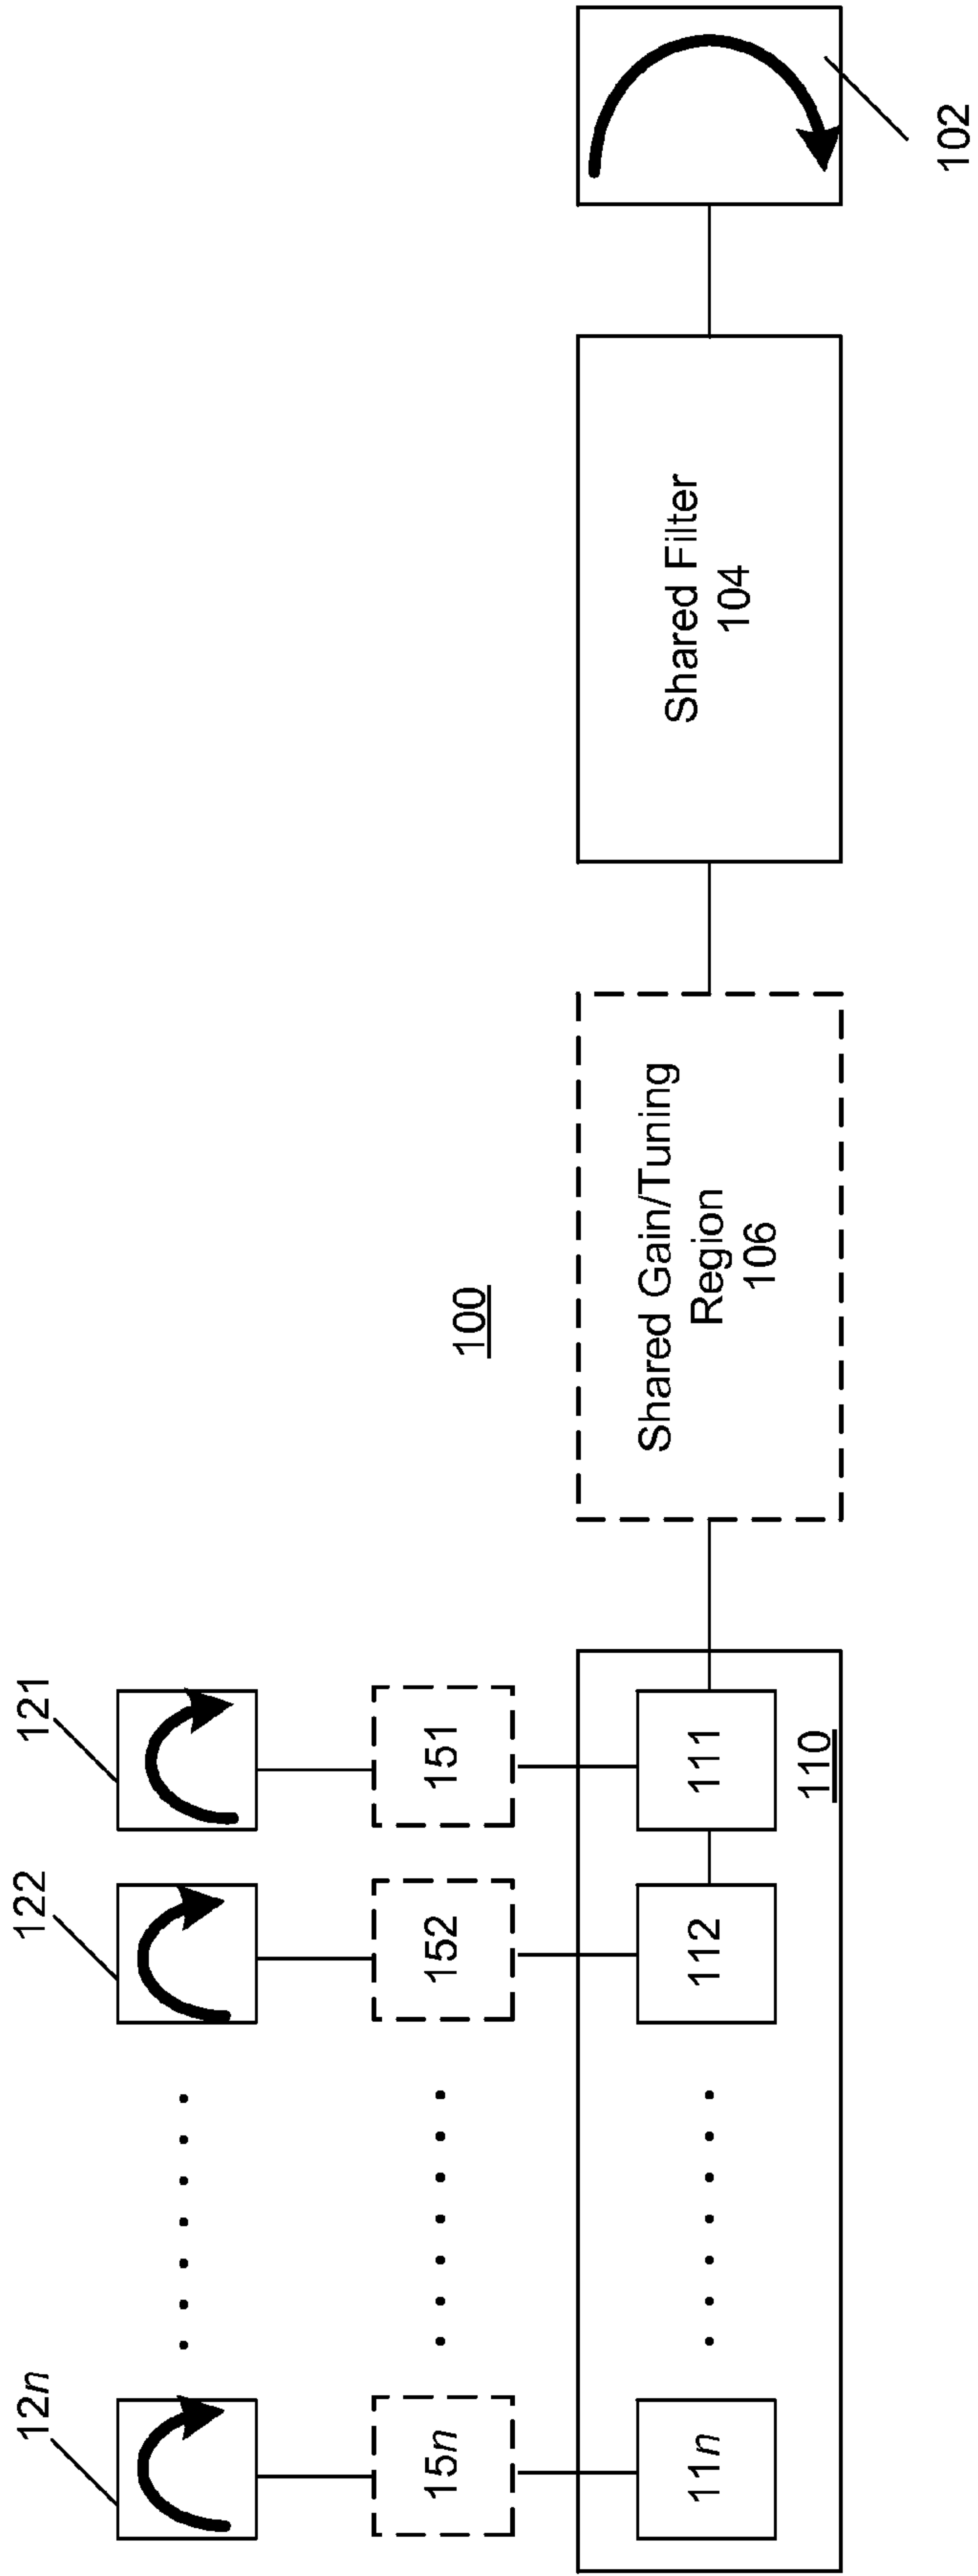 12n
122
121
15n
152
151
100
11n
112
111
110
Shared Gain/Tuning
Region
106
Shared Filter
104
102